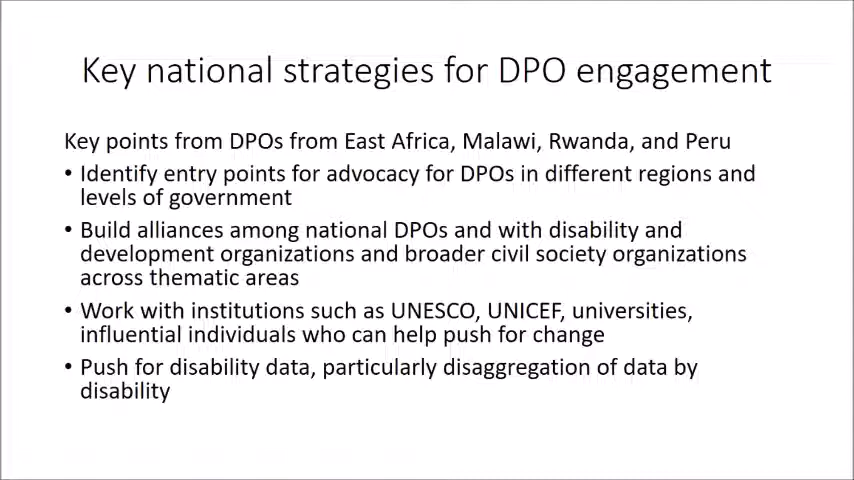 Key national strategies for DPO engagement
Key points from DPOs from East Africa, Malawi, Rwanda, and Peru
• Identify entry points for advocacy for DPOs in different regions and
levels of government
• Build alliances among national DPOs and with disability and
development organizations and broader civil society organizations
across thematic areas
• Work with institutions such as UNESCO, UNICEF, universities,
influential individuals who can help push for change
• Push for disability data, particularly disaggregation of data by
disability